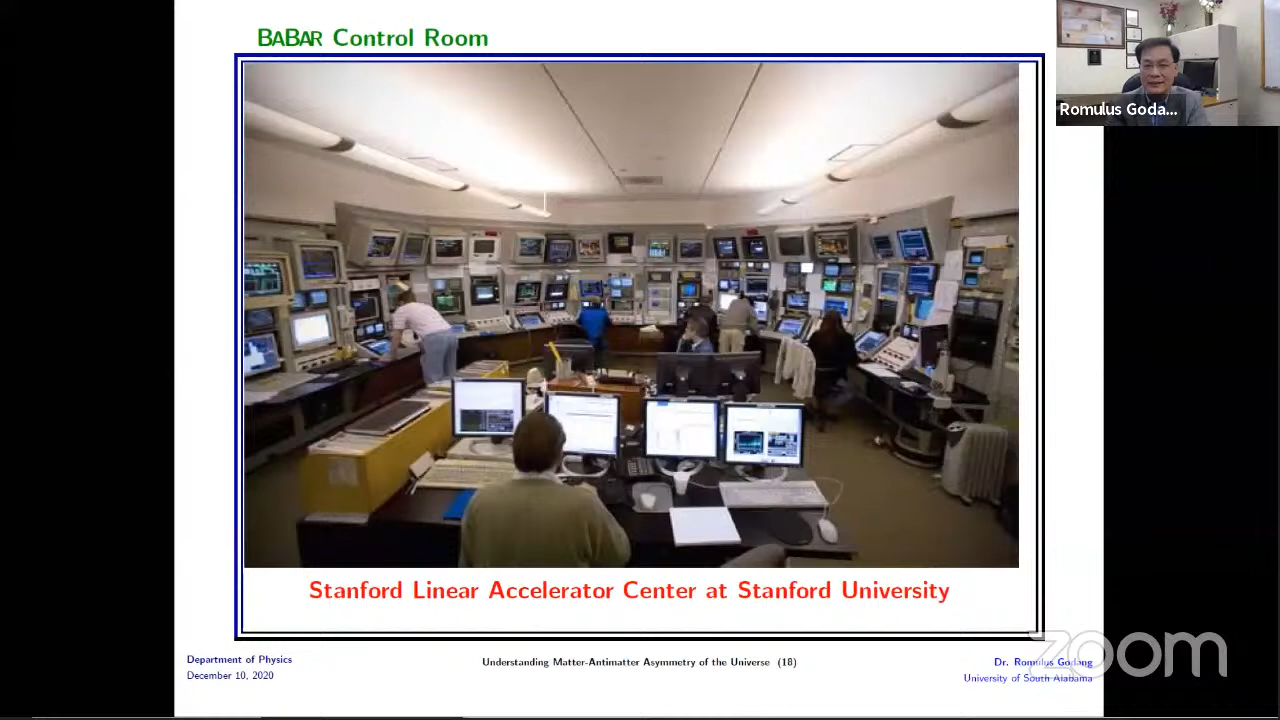 BABAR Control Room
Romulus Goda...
Stanford Linear Accelerator Center at Stanford University
Department of Physics
December 10, 2020
Understanding Matter-Antimatter Asymmetry of the Universe (18)
Dr. Romulus Godang
University of South Alabama
zoom